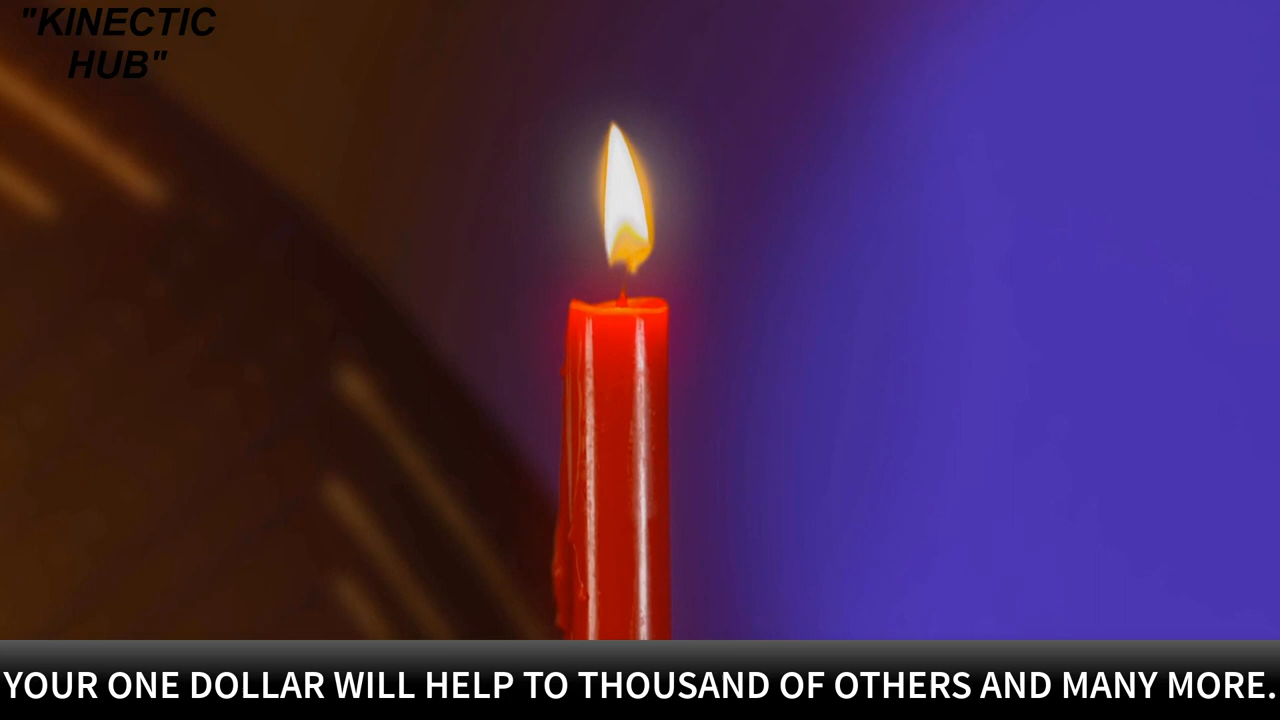 "KINECTIC
HUB"
YOUR ONE DOLLAR WILL HELP TO THOUSAND OF OTHERS AND MANY MORE.